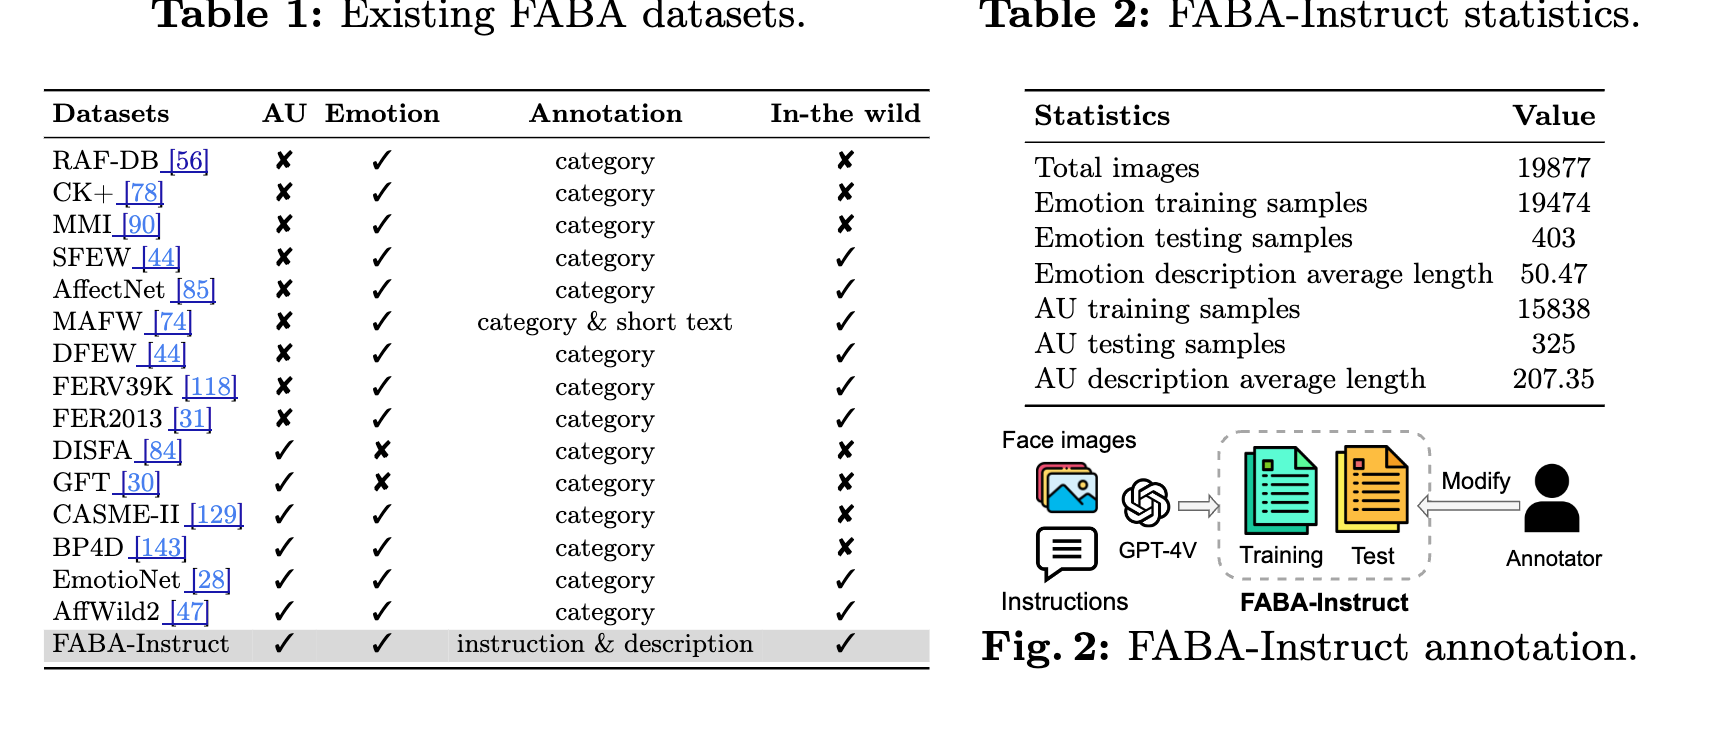 Table 1: Existing FABA datasets.
Datasets AU Emotion Annotation In-the wild
RAF-DB [56] ✘ ✓ category ✘
CK+ [78] ✘ ✓ category ✘
MMI [90] ✘ ✓ category ✘
SFEW [44] ✘ ✓ category ✓
AffectNet [85] ✘ ✓ category ✓
MAFW [74] ✘ ✓ category & short text ✓
DFEW [44] ✘ ✓ category ✓
FERV39K [118] ✘ ✓ category ✓
FER2013 [31] ✘ ✓ category ✓
DISFA [84] ✓ ✘ category ✘
GFT [30] ✓ ✘ category ✘
CASME-II [129] ✓ ✓ category ✘
BP4D [143] ✓ ✓ category ✘
EmotioNet [28] ✓ ✓ category ✓
AffWild2 [47] ✓ ✓ category ✓
FABA-Instruct ✓ ✓ instruction & description ✓
Table 2: FABA-Instruct statistics.
Statistics Value
Total images 19877
Emotion training samples 19474
Emotion testing samples 403
Emotion description average length 50.47
AU training samples 15838
AU testing samples 325
AU description average length 207.35
Face images
Instructions
GPT-4V
Training Test
FABA-Instruct
Modify
Annotator
Fig. 2: FABA-Instruct annotation.